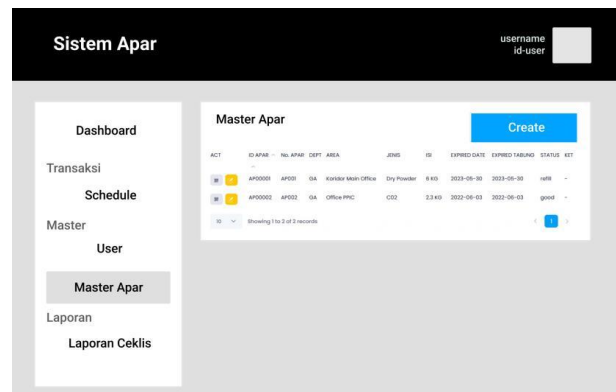 Sistem Apar
username
id-user
Dashboard
Transaksi
Schedule
Master
User
Master Apar
Laporan
Laporan Ceklis
Master Apar
Create
ACT ID APAR No. APAR DEPT AREA JENIS ISI EXPIRED DATE EXPIRED TABUNG STATUS KET
AP00001 AP001 GA Koridor Main Office Dry Powder 6 KG 2023-05-30 2023-05-30 refill -
AP00002 AP002 GA Office PPIC CO2 2.3 KG 2022-06-03 2022-06-03 good -
10 Showing 1 to 2 of 2 records 1